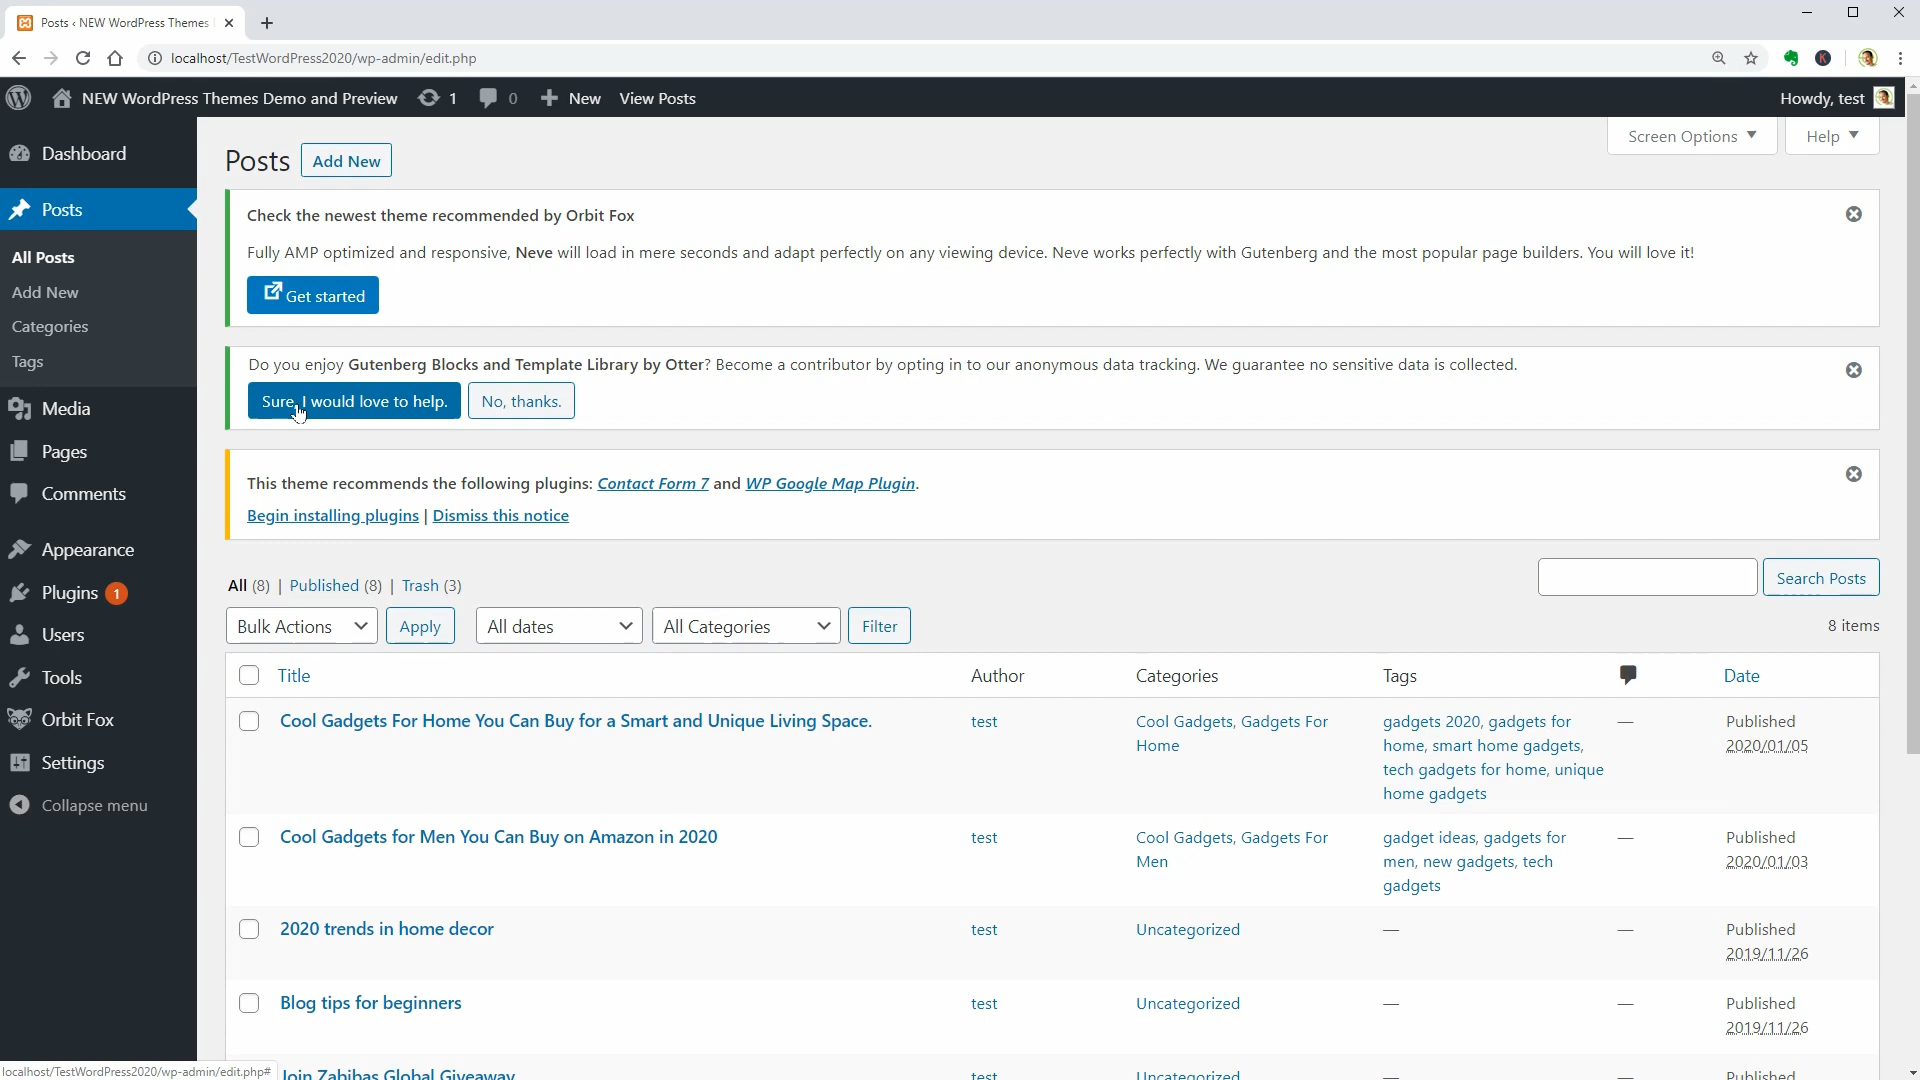 Posts ‹ NEW WordPress Themes
localhost/TestWordPress2020/wp-admin/edit.php
NEW WordPress Themes Demo and Preview 1 0 New View Posts Howdy, test
Screen Options Help
Dashboard
Posts
All Posts
Add New
Categories
Tags
Media
Pages
Comments
Appearance
Plugins 1
Users
Tools
Orbit Fox
Settings
Collapse menu
Posts Add New
Check the newest theme recommended by Orbit Fox
Fully AMP optimized and responsive, Neve will load in mere seconds and adapt perfectly on any viewing device. Neve works perfectly with Gutenberg and the most popular page builders. You will love it!
Get started
Do you enjoy Gutenberg Blocks and Template Library by Otter? Become a contributor by opting in to our anonymous data tracking. We guarantee no sensitive data is collected.
Sure, I would love to help. No, thanks.
This theme recommends the following plugins: Contact Form 7 and WP Google Map Plugin.
Begin installing plugins | Dismiss this notice
All (8) | Published (8) | Trash (3)
Search Posts
Bulk Actions Apply All dates All Categories Filter 8 items
Title Author Categories Tags Date
Cool Gadgets For Home You Can Buy for a Smart and Unique Living Space. test Cool Gadgets, Gadgets For gadgets 2020, gadgets for — Published
Home home, smart home gadgets, 2020/01/05
tech gadgets for home, unique
home gadgets
Cool Gadgets for Men You Can Buy on Amazon in 2020 test Cool Gadgets, Gadgets For gadget ideas, gadgets for — Published
Men men, new gadgets, tech 2020/01/03
gadgets
2020 trends in home decor test Uncategorized — — Published
2019/11/26
Blog tips for beginners test Uncategorized — — Published
2019/11/26
Join Zabibas Global Giveaway test Uncategorized — — Published
localhost/TestWordPress2020/wp-admin/edit.php#